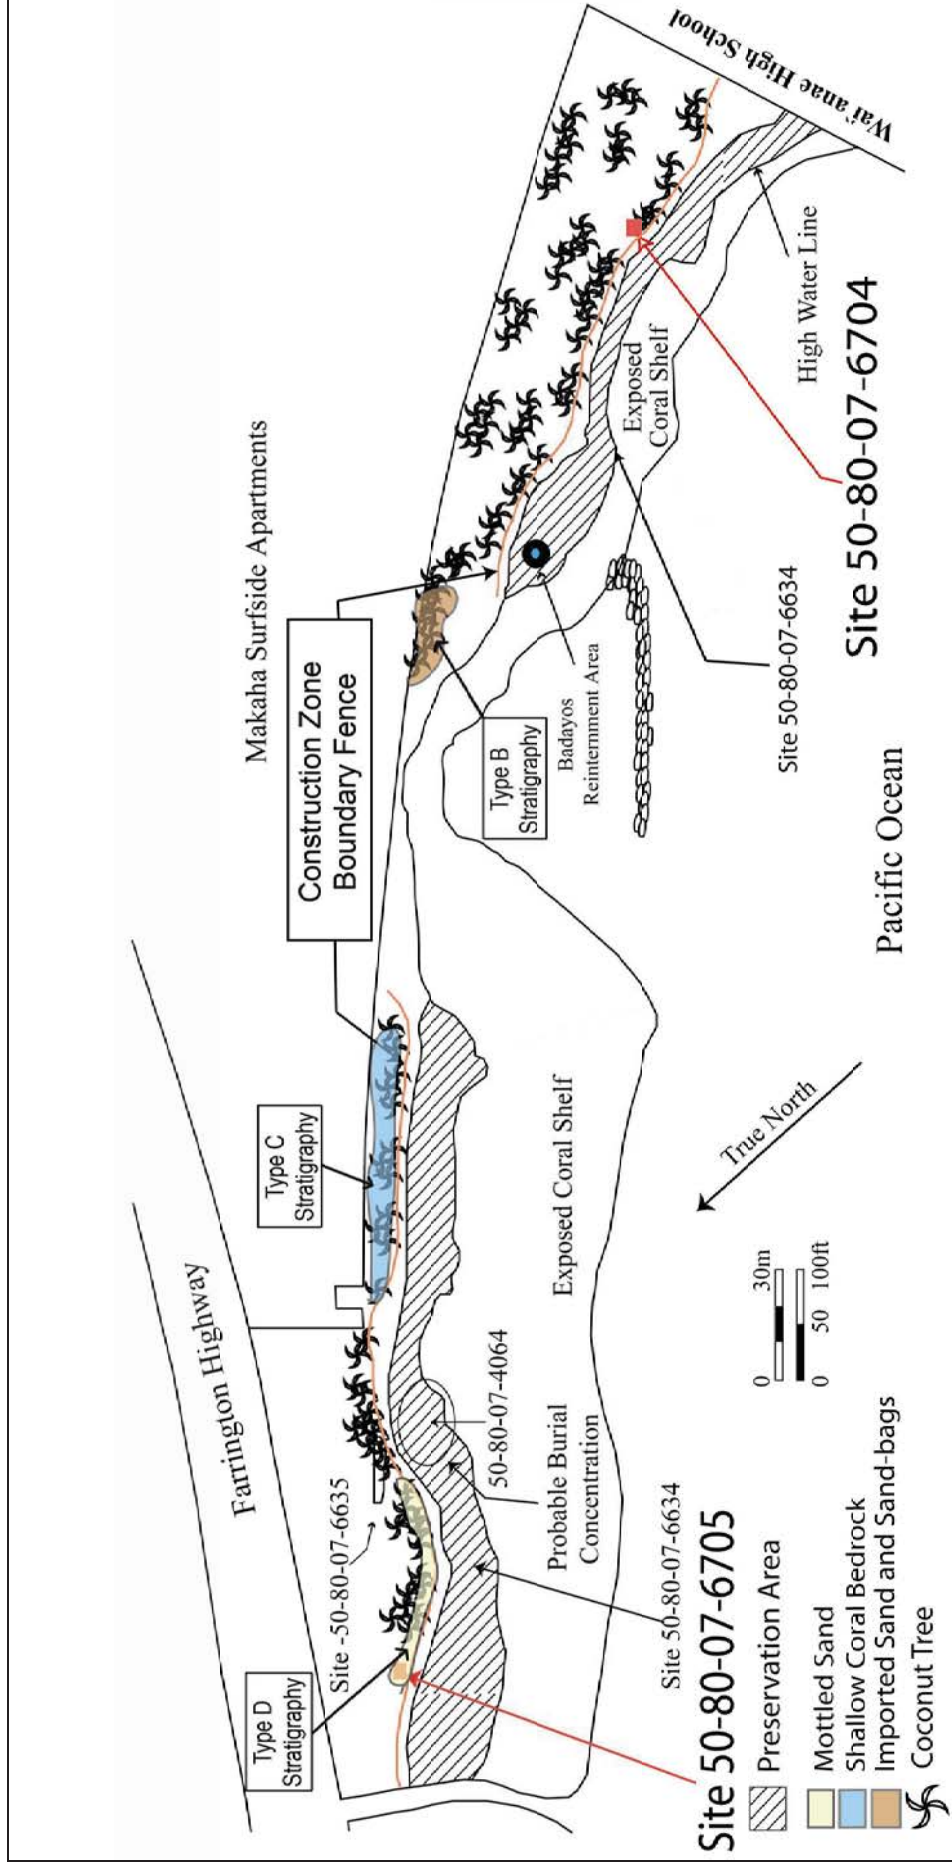 Farrington Highway
Makaha Surfside Apartments
Wai'anae High School
Construction Zone
Boundary Fence
Type D
Stratigraphy
Type C
Stratigraphy
Type B
Stratigraphy
Site -50-80-07-6635
50-80-07-4064
Probable Burial
Concentration
Exposed Coral Shelf
Badayos
Reinternment Area
Exposed
Coral Shelf
High Water Line
Site 50-80-07-6634
Site 50-80-07-6634
Site 50-80-07-6704
Site 50-80-07-6705
Pacific Ocean
True North
0
30m
0
50
100ft
Preservation Area
Mottled Sand
Shallow Coral Bedrock
Imported Sand and Sand-bags
Coconut Tree